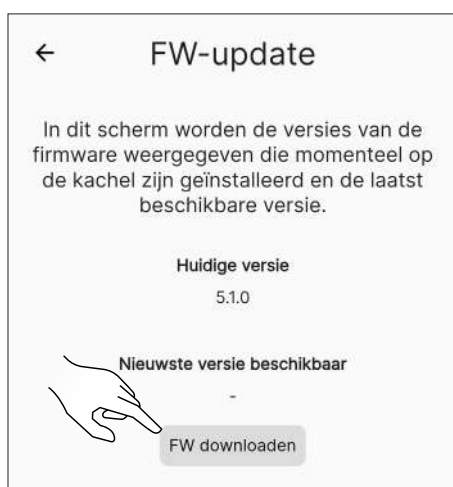 FW-update
In dit scherm worden de versies van de
firmware weergegeven die momenteel op
de kachel zijn geïnstalleerd en de laatst
beschikbare versie.
Huidige versie
5.1.0
Nieuwste versie beschikbaar
-
FW downloaden